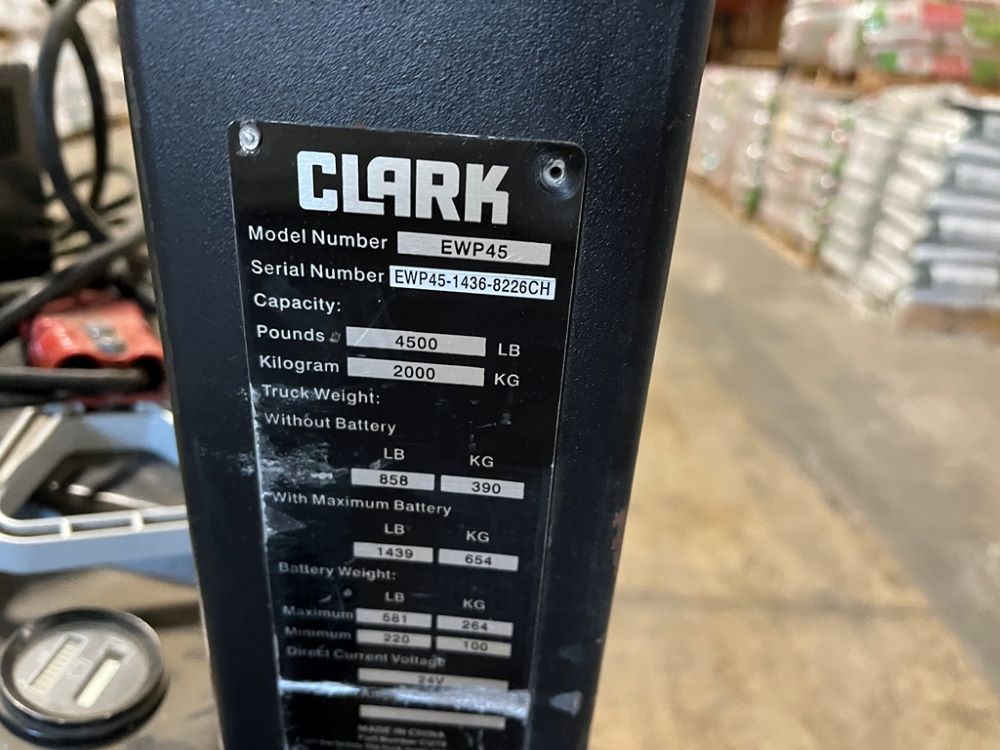 CLARK
Model Number EWP45
Serial Number EWP45-1436-8226CH
Capacity:
Pounds 4500 LB
Kilogram 2000 KG
Truck Weight:
Without Battery
LB KG
858 390
With Maximum Battery
LB KG
1439 654
Battery Weight:
LB KG
Maximum 581 264
Minimum 220 100
Direct Current Voltage
24V
MADE IN CHINA